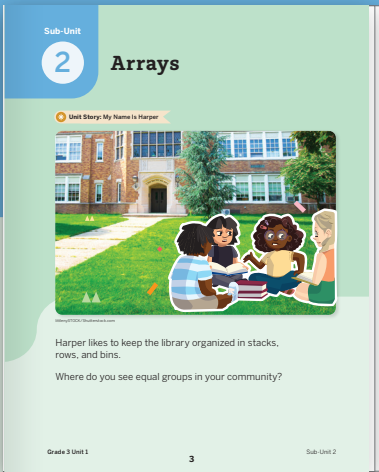 Sub-Unit
2
Arrays
Unit Story: My Name Is Harper
Harper likes to keep the library organized in stacks,
rows, and bins.
Where do you see equal groups in your community?
Grade 3 Unit 1
3
Sub-Unit 2